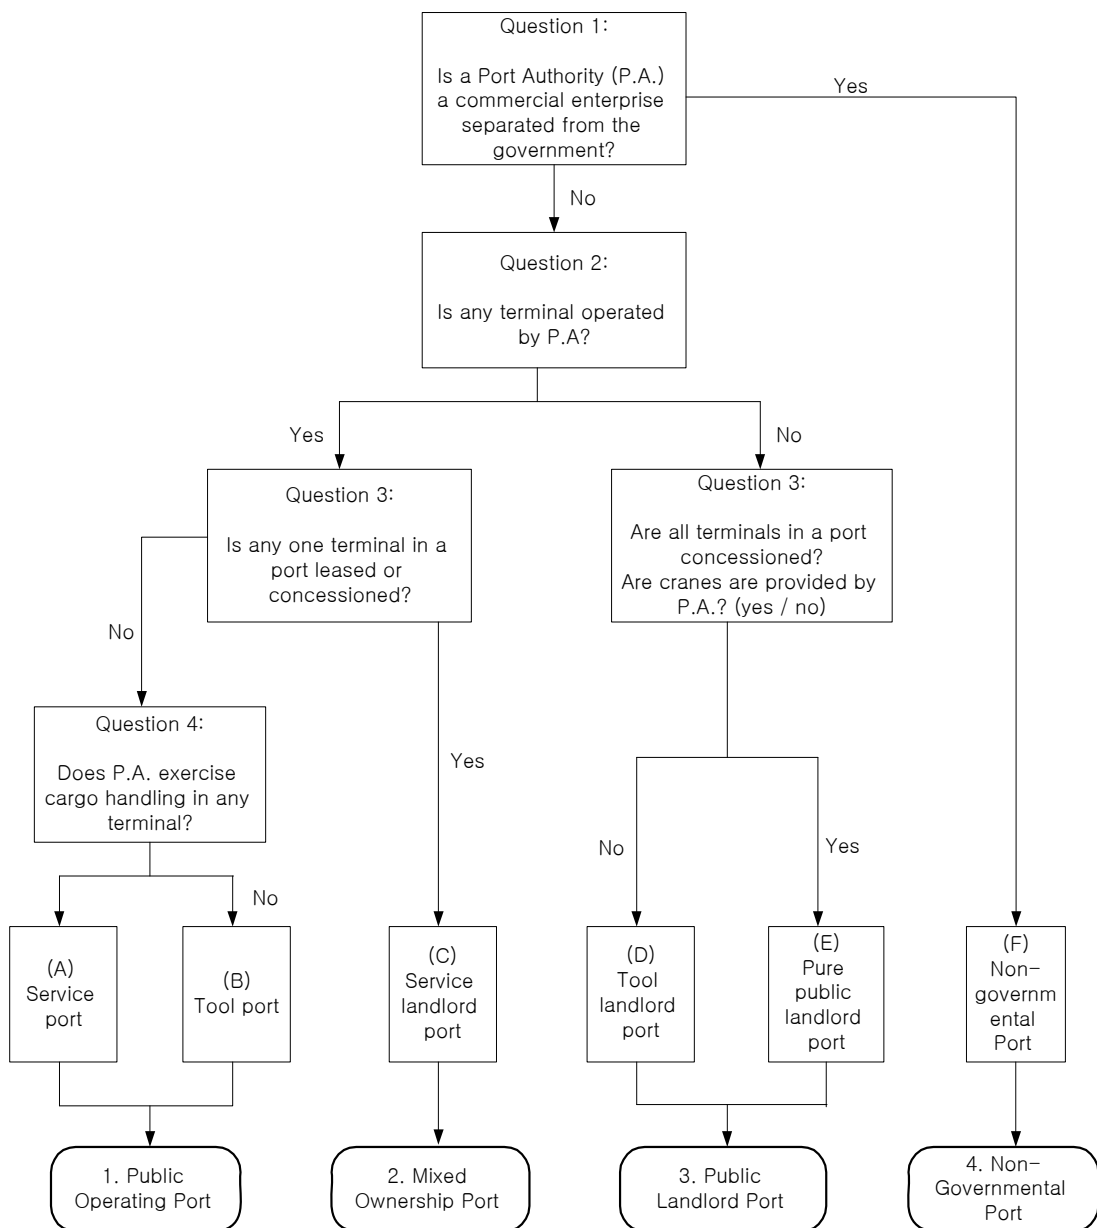 Question 1:
Is a Port Authority (P.A.)
a commercial enterprise
separated from the
government?
Yes
No
Question 2:
Is any terminal operated
by P.A?
Yes
No
Question 3:
Is any one terminal in a
port leased or
concessioned?
Question 3:
Are all terminals in a port
concessioned?
Are cranes are provided by
P.A.? (yes / no)
No
Yes
Question 4:
Does P.A. exercise
cargo handling in any
terminal?
No
No
Yes
(A)
Service
port
(B)
Tool port
(C)
Service
landlord
port
(D)
Tool
landlord
port
(E)
Pure
public
landlord
port
(F)
Non-
governm
ental
Port
1. Public
Operating Port
2. Mixed
Ownership Port
3. Public
Landlord Port
4. Non-
Governmental
Port